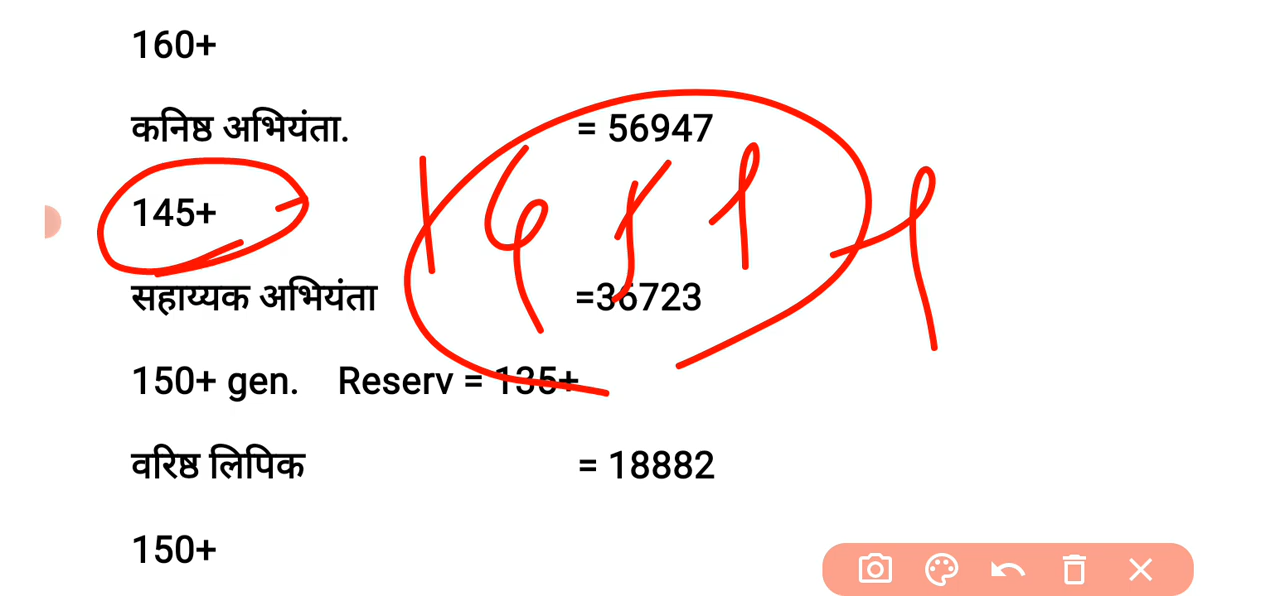 160+
कनिष्ठ अभियंता. = 56947
145+
सहाय्यक अभियंता =36723
150+ gen. Reserv = 135+
वरिष्ठ लिपिक = 18882
150+